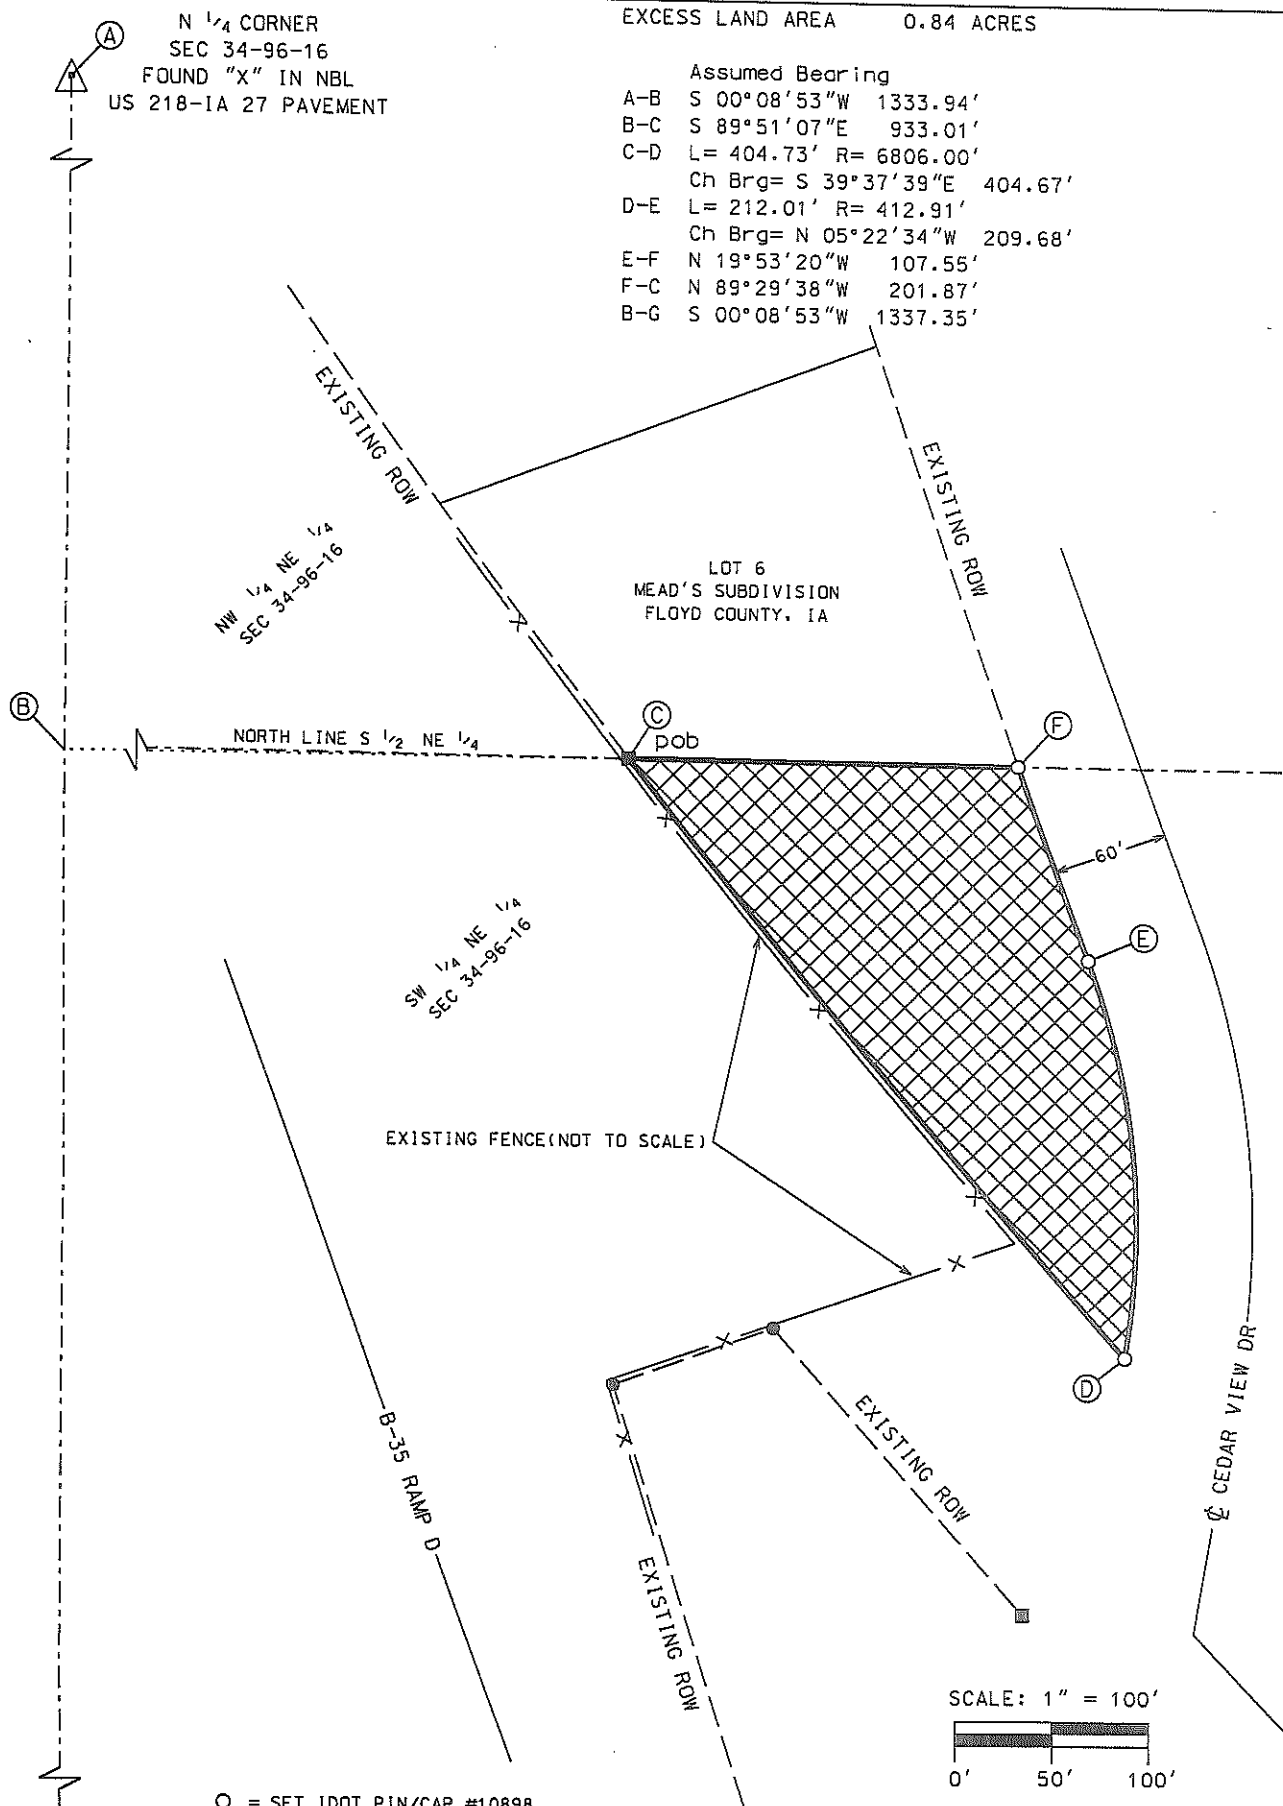 N 1/4 CORNER
SEC 34-96-16
FOUND "X" IN NBL
US 218-IA 27 PAVEMENT
A
EXCESS LAND AREA 0.84 ACRES
Assumed Bearing
A-B S 00°08'53"W 1333.94'
B-C S 89°51'07"E 933.01'
C-D L= 404.73' R= 6806.00'
Ch Brg= S 39°37'39"E 404.67'
D-E L= 212.01' R= 412.91'
Ch Brg= N 05°22'34"W 209.68'
E-F N 19°53'20"W 107.55'
F-C N 89°29'38"W 201.87'
B-G S 00°08'53"W 1337.35'
EXISTING ROW
EXISTING ROW
NW 1/4 NE 1/4
SEC 34-96-16
LOT 6
MEAD'S SUBDIVISION
FLOYD COUNTY, IA
B
NORTH LINE S 1/2 NE 1/4
C
pob
F
60'
E
SW 1/4 NE 1/4
SEC 34-96-16
EXISTING FENCE(NOT TO SCALE)
D
B-35 RAMP D
EXISTING ROW
EXISTING ROW
℄ CEDAR VIEW DR
SCALE: 1" = 100'
0' 50' 100'
O = SET IDOT PIN/CAP #10898